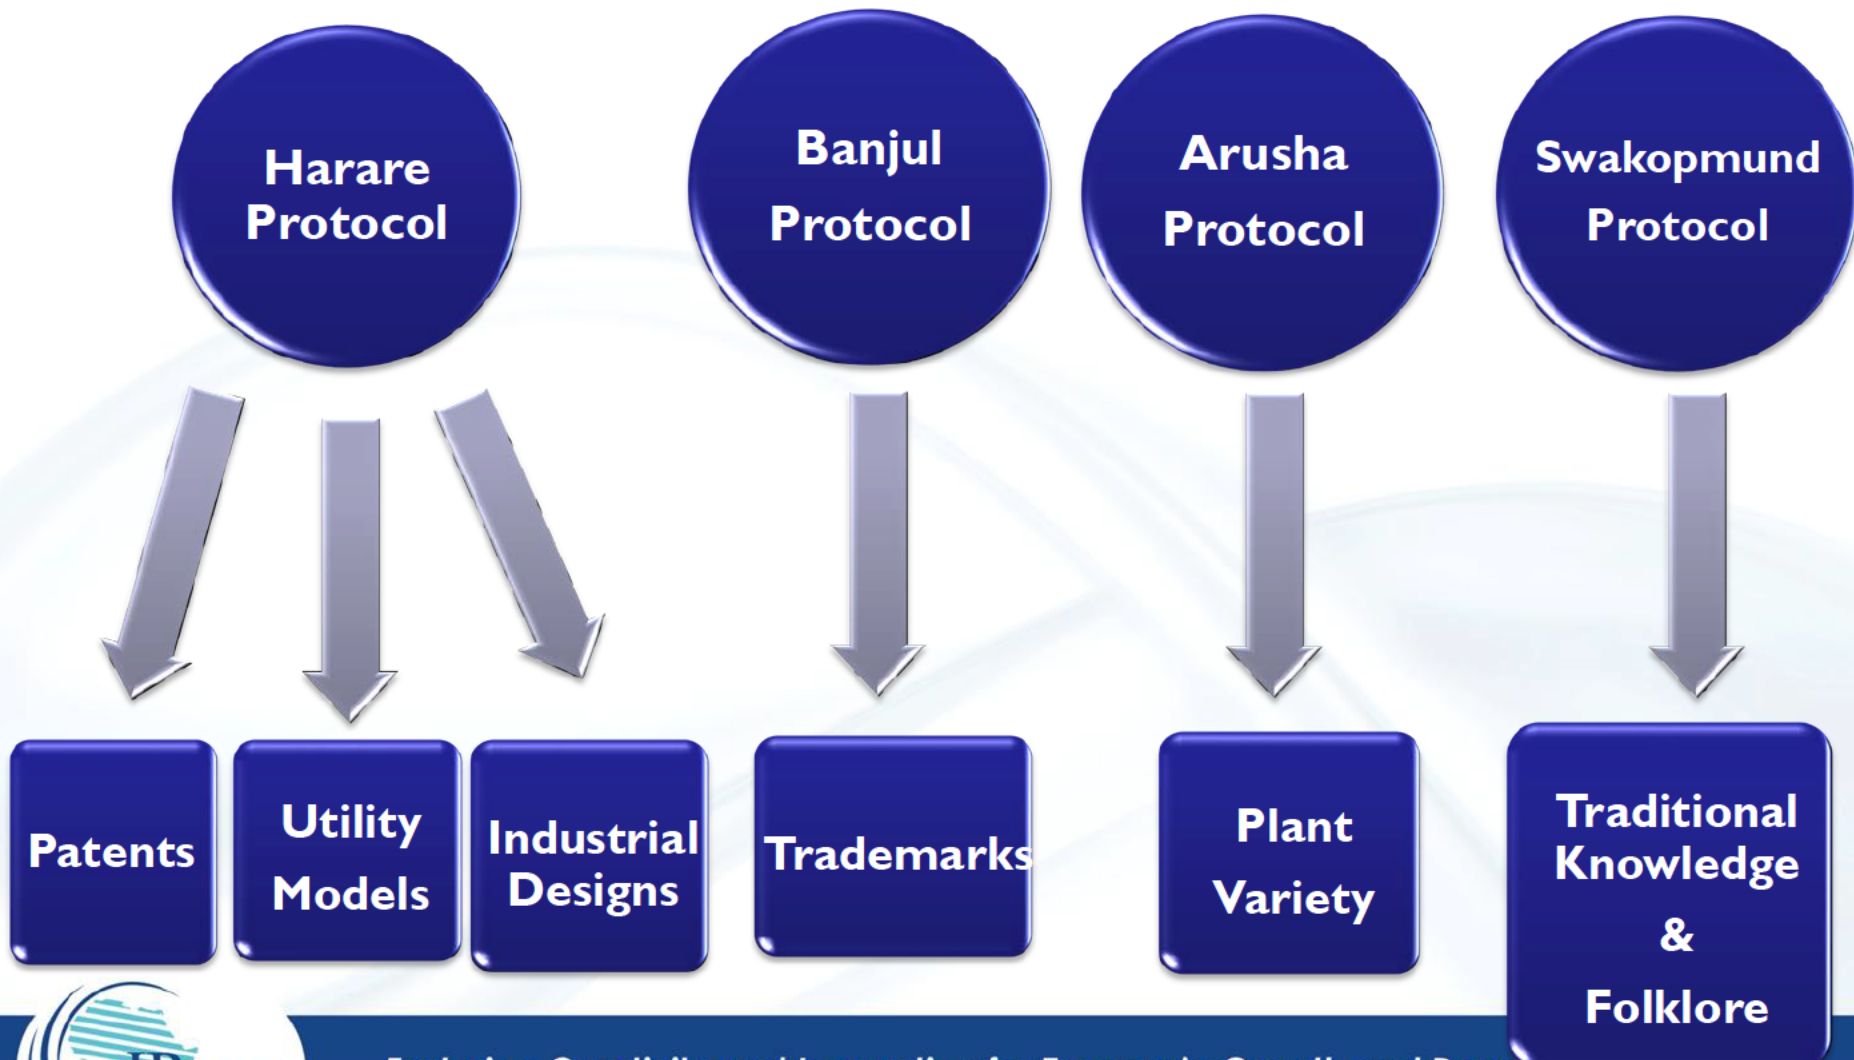 Harare
Protocol
Banjul
Protocol
Arusha
Protocol
Swakopmund
Protocol
Patents
Utility
Models
Industrial
Designs
Trademarks
Plant
Variety
Traditional
Knowledge
&
Folklore